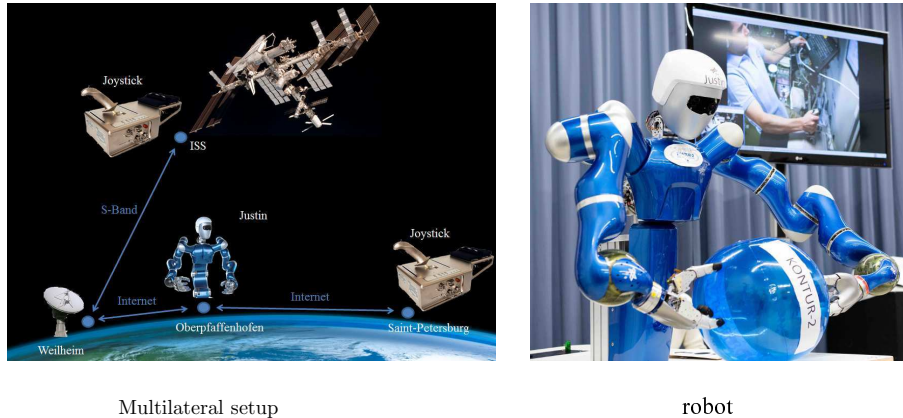 Joystick
ISS
S-Band
Justin
Joystick
Internet
Internet
Weilheim
Oberpfaffenhofen
Saint-Petersburg
Justin
KONTUR-2
Multilateral setup
robot